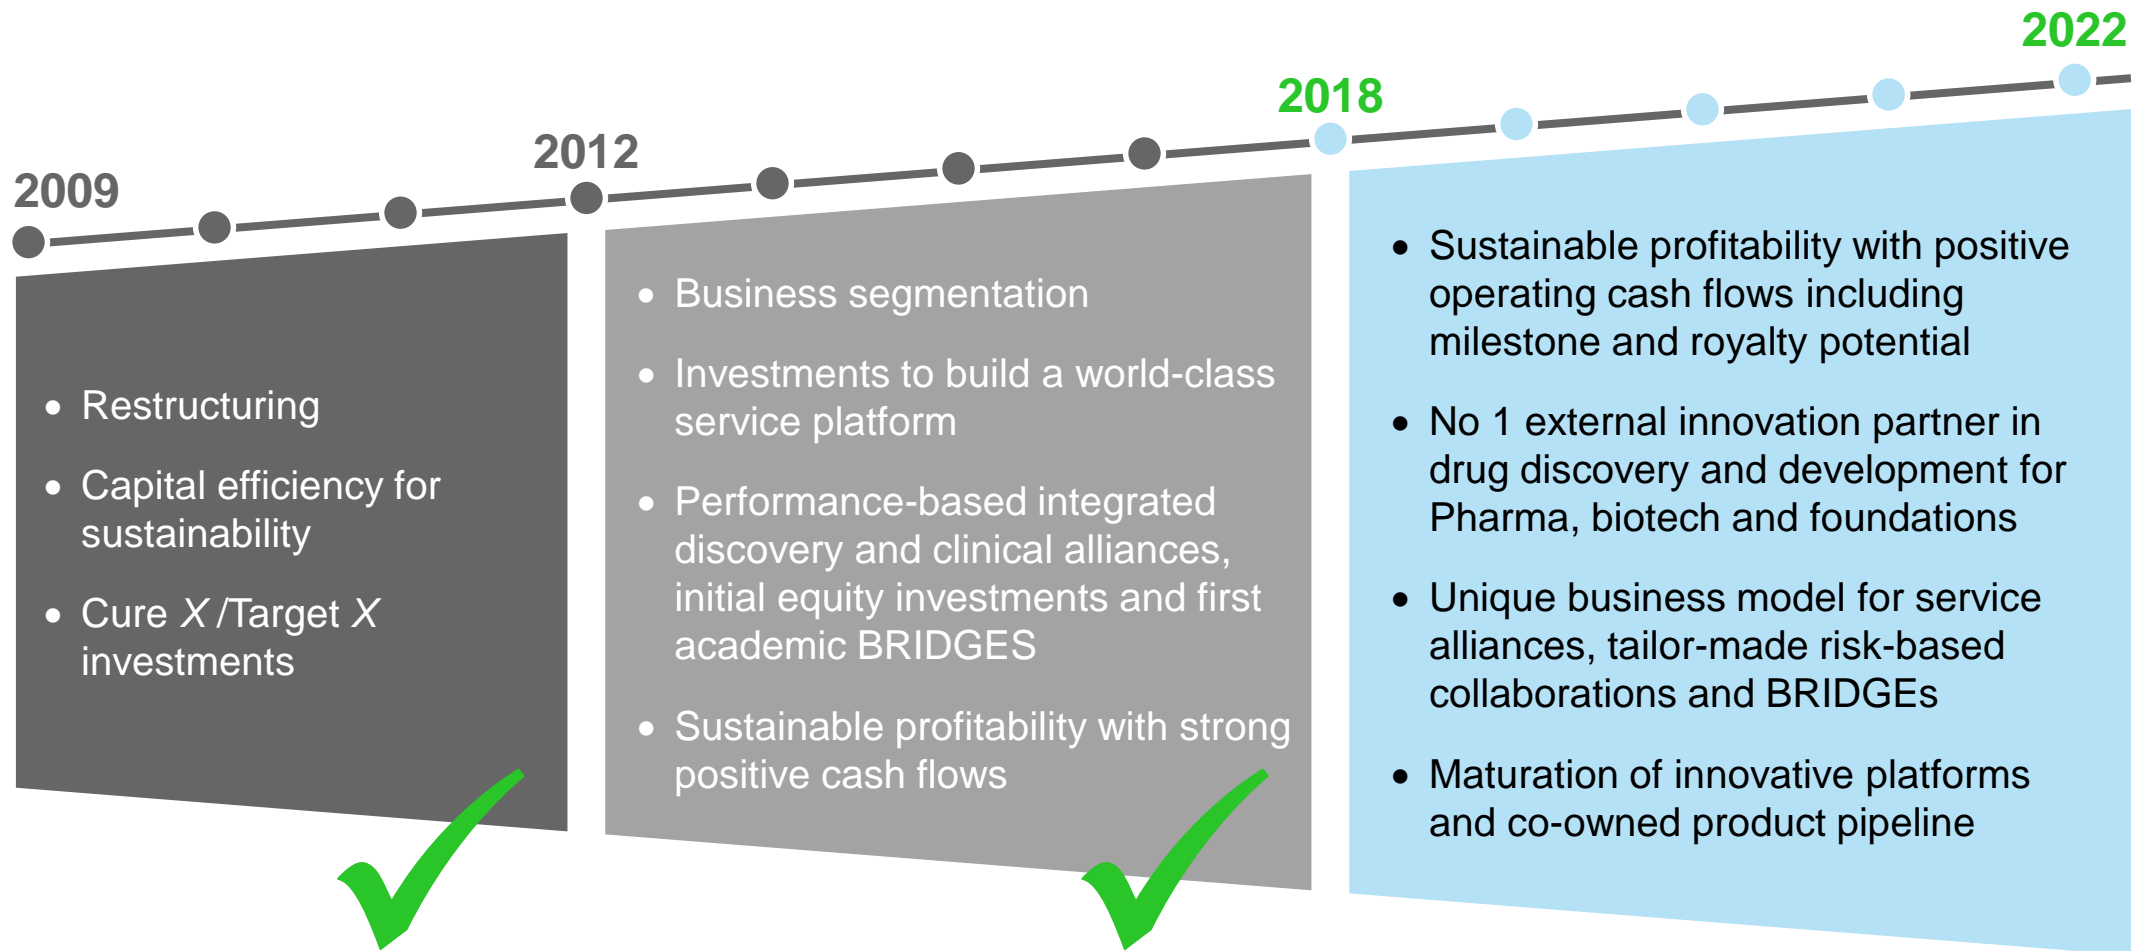 2009
2012
2018
2022
• Restructuring
• Capital efficiency for
sustainability
• Cure X /Target X
investments
• Business segmentation
• Investments to build a world-class
service platform
• Performance-based integrated
discovery and clinical alliances,
initial equity investments and first
academic BRIDGES
• Sustainable profitability with strong
positive cash flows
• Sustainable profitability with positive
operating cash flows including
milestone and royalty potential
• No 1 external innovation partner in
drug discovery and development for
Pharma, biotech and foundations
• Unique business model for service
alliances, tailor-made risk-based
collaborations and BRIDGEs
• Maturation of innovative platforms
and co-owned product pipeline